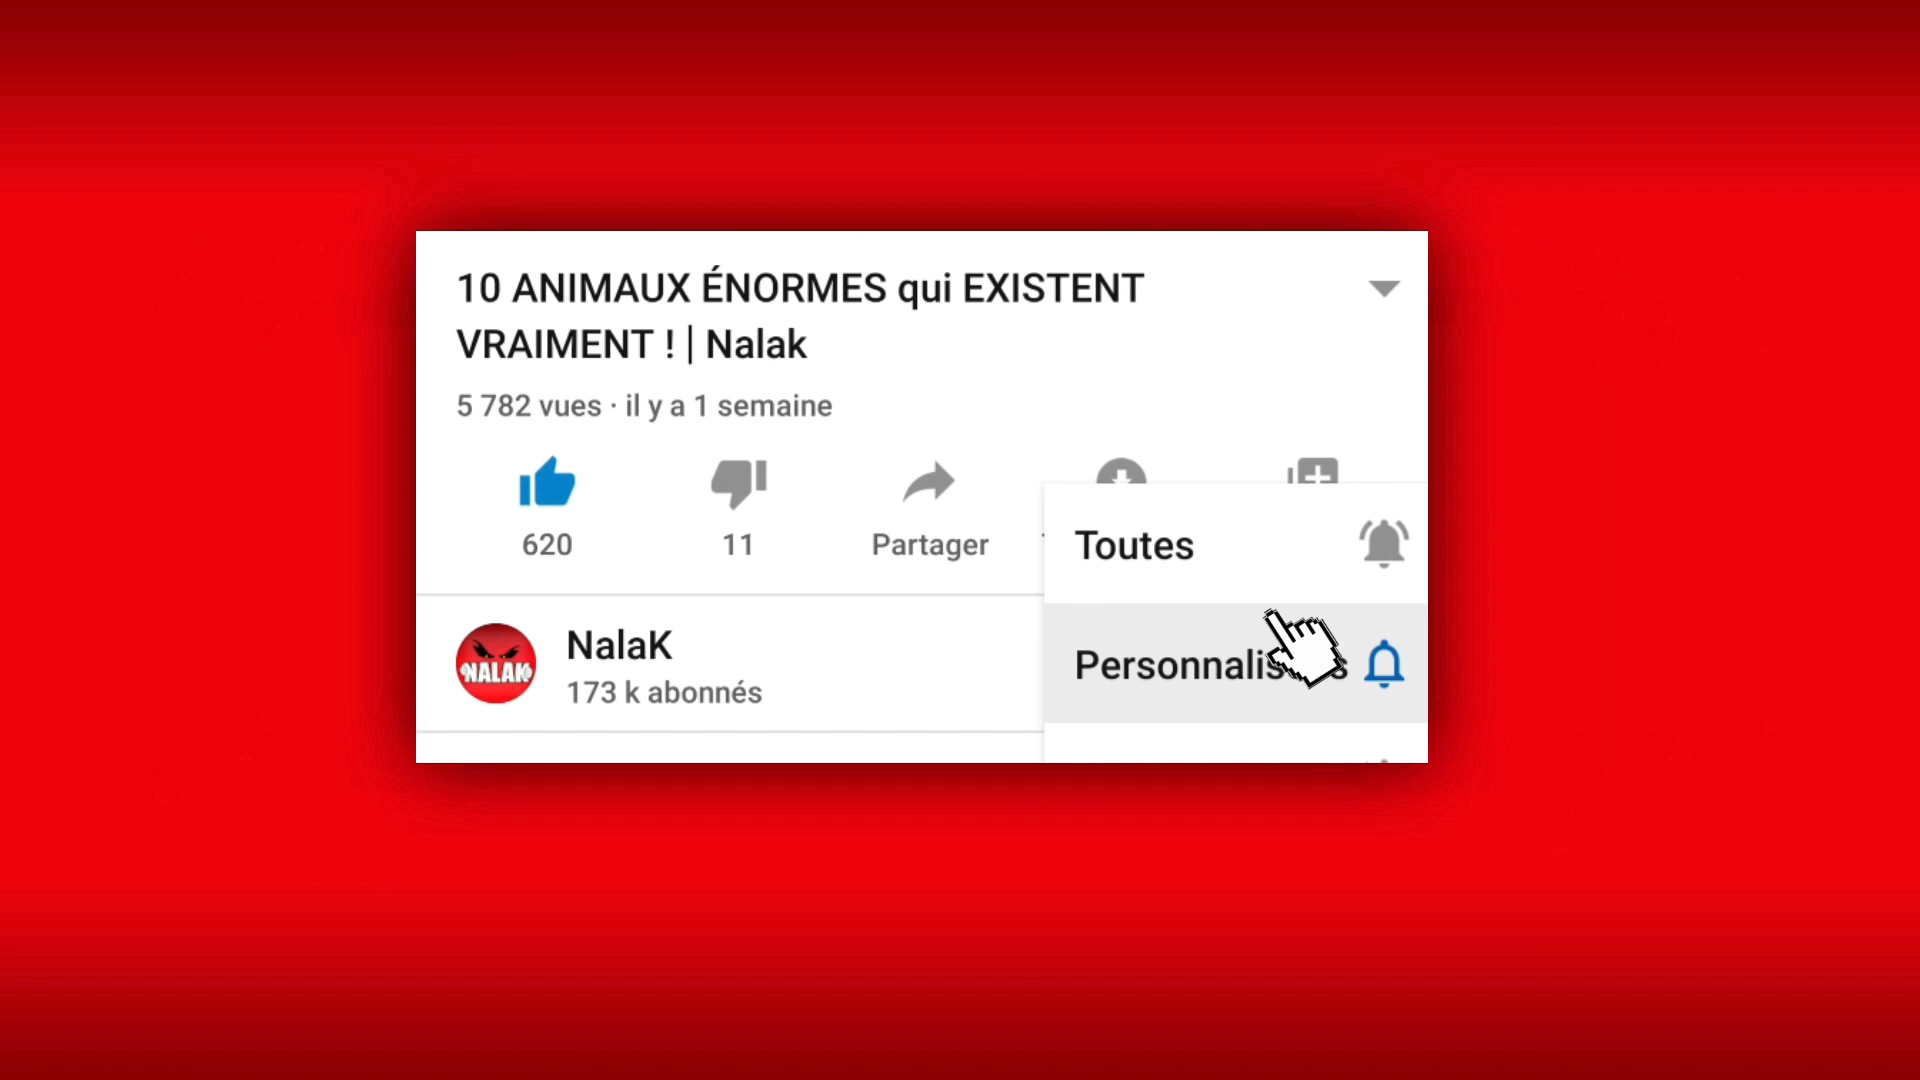 10 ANIMAUX ÉNORMES qui EXISTENT
VRAIMENT ! | Nalak
5 782 vues · il y a 1 semaine
620
11
Partager
Toutes
NALAK
NalaK
173 k abonnés